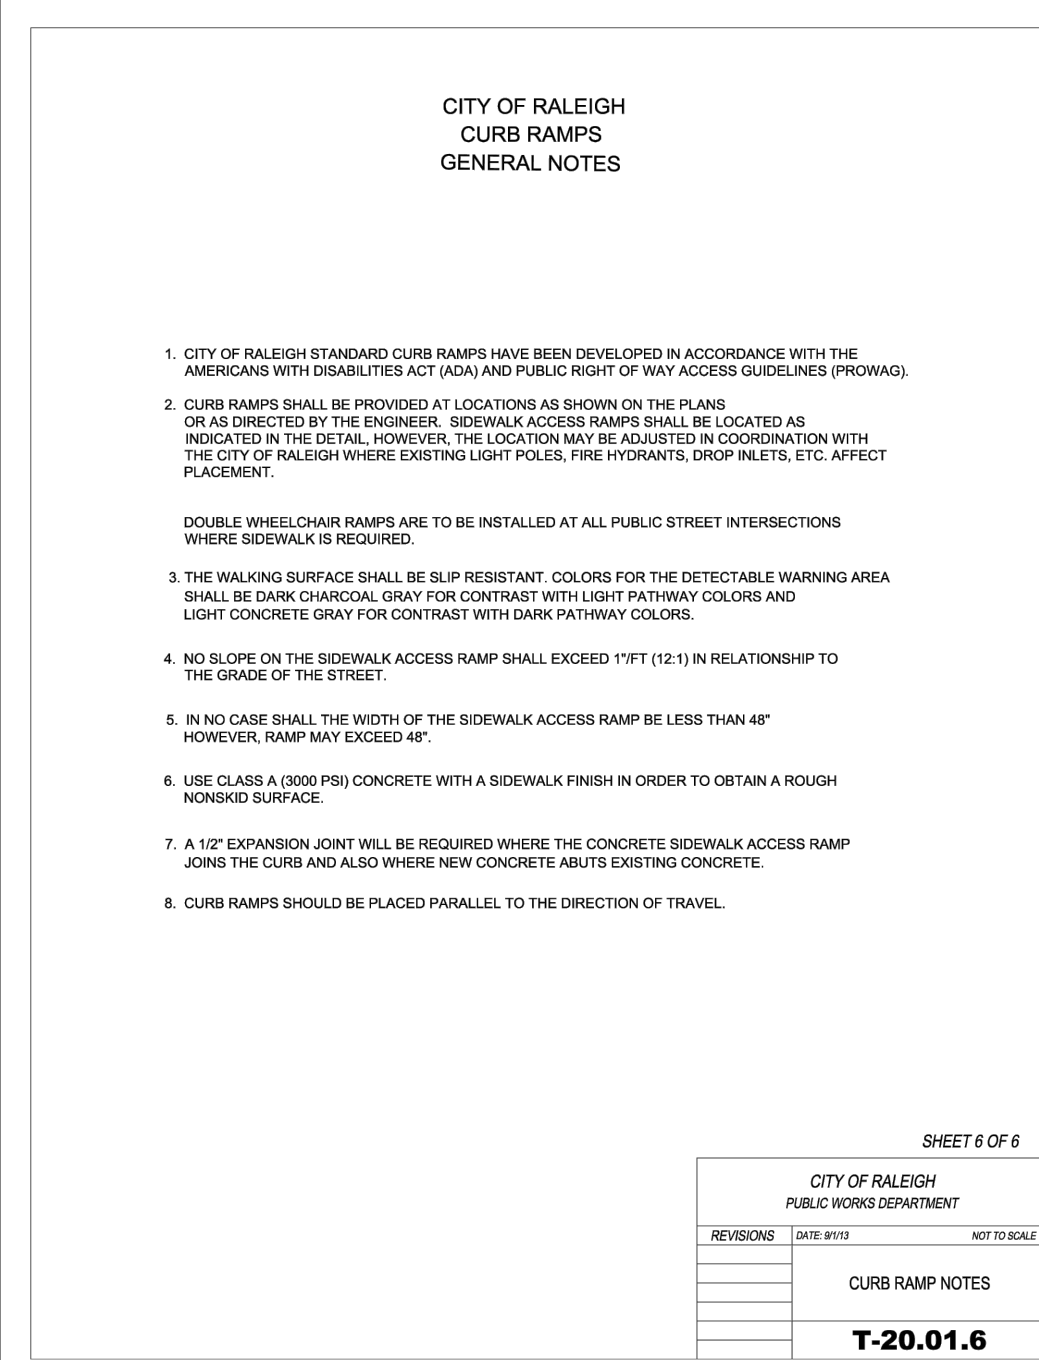 CITY OF RALEIGH
CURB RAMPS
GENERAL NOTES
1. CITY OF RALEIGH STANDARD CURB RAMPS HAVE BEEN DEVELOPED IN ACCORDANCE WITH THE
AMERICANS WITH DISABILITIES ACT (ADA) AND PUBLIC RIGHT OF WAY ACCESS GUIDELINES (PROWAG).
2. CURB RAMPS SHALL BE PROVIDED AT LOCATIONS AS SHOWN ON THE PLANS
OR AS DIRECTED BY THE ENGINEER. SIDEWALK ACCESS RAMPS SHALL BE LOCATED AS
INDICATED IN THE DETAIL, HOWEVER, THE LOCATION MAY BE ADJUSTED IN COORDINATION WITH
THE CITY OF RALEIGH WHERE EXISTING LIGHT POLES, FIRE HYDRANTS, DROP INLETS, ETC. AFFECT
PLACEMENT.
DOUBLE WHEELCHAIR RAMPS ARE TO BE INSTALLED AT ALL PUBLIC STREET INTERSECTIONS
WHERE SIDEWALK IS REQUIRED.
3. THE WALKING SURFACE SHALL BE SLIP RESISTANT. COLORS FOR THE DETECTABLE WARNING AREA
SHALL BE DARK CHARCOAL GRAY FOR CONTRAST WITH LIGHT PATHWAY COLORS AND
LIGHT CONCRETE GRAY FOR CONTRAST WITH DARK PATHWAY COLORS.
4. NO SLOPE ON THE SIDEWALK ACCESS RAMP SHALL EXCEED 1"/FT (12:1) IN RELATIONSHIP TO
THE GRADE OF THE STREET.
5. IN NO CASE SHALL THE WIDTH OF THE SIDEWALK ACCESS RAMP BE LESS THAN 48"
HOWEVER, RAMP MAY EXCEED 48".
6. USE CLASS A (3000 PSI) CONCRETE WITH A SIDEWALK FINISH IN ORDER TO OBTAIN A ROUGH
NONSKID SURFACE.
7. A 1/2" EXPANSION JOINT WILL BE REQUIRED WHERE THE CONCRETE SIDEWALK ACCESS RAMP
JOINS THE CURB AND ALSO WHERE NEW CONCRETE ABUTS EXISTING CONCRETE.
8. CURB RAMPS SHOULD BE PLACED PARALLEL TO THE DIRECTION OF TRAVEL.
SHEET 6 OF 6
CITY OF RALEIGH
PUBLIC WORKS DEPARTMENT
REVISIONS DATE: 9/1/13 NOT TO SCALE
CURB RAMP NOTES
T-20.01.6